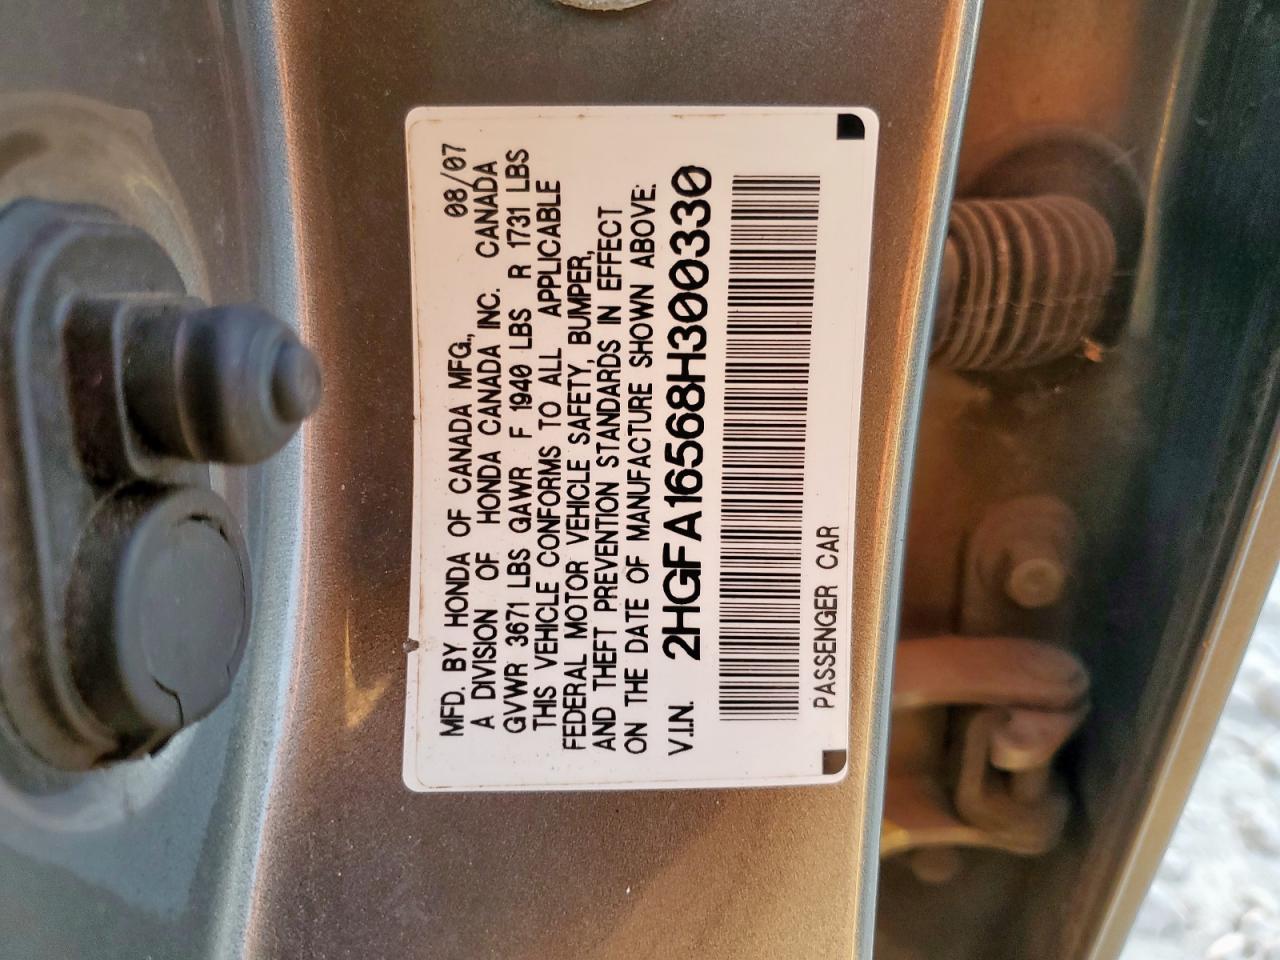 MFD. BY HONDA OF CANADA MFG., 08/07
A DIVISION OF HONDA CANADA INC. CANADA
GVWR 3671 LBS GAWR F 1940 LBS R 1731 LBS
THIS VEHICLE CONFORMS TO ALL APPLICABLE
FEDERAL MOTOR VEHICLE SAFETY, BUMPER,
AND THEFT PREVENTION STANDARDS IN EFFECT
ON THE DATE OF MANUFACTURE SHOWN ABOVE.
V.I.N. 2HGFA16568H300330
PASSENGER CAR